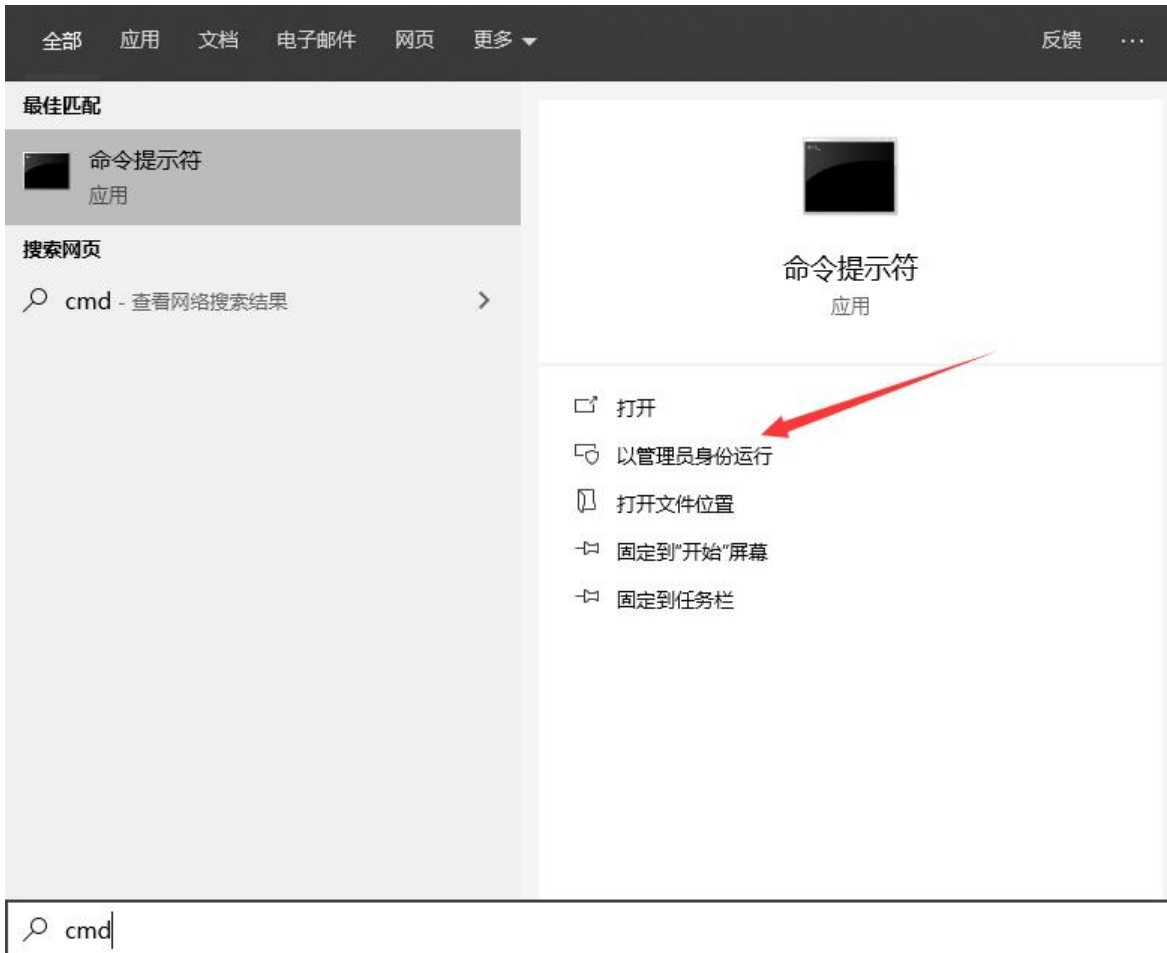 全部 应用 文档 电子邮件 网页 更多 反馈 ...
最佳匹配
命令提示符
应用
搜索网页
cmd - 查看网络搜索结果
命令提示符
应用
打开
以管理员身份运行
打开文件位置
固定到"开始"屏幕
固定到任务栏
cmd